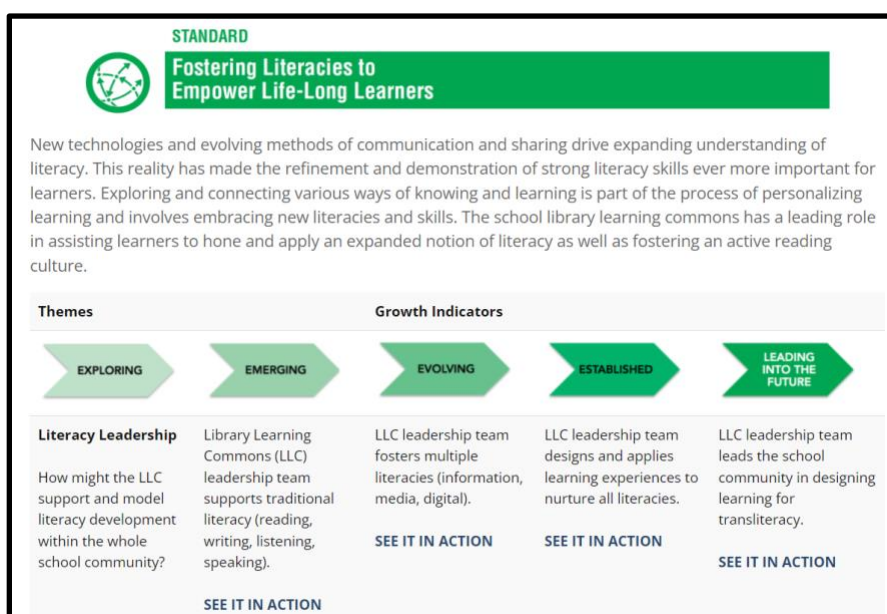 STANDARD
Fostering Literacies to
Empower Life-Long Learners
New technologies and evolving methods of communication and sharing drive expanding understanding of
literacy. This reality has made the refinement and demonstration of strong literacy skills ever more important for
learners. Exploring and connecting various ways of knowing and learning is part of the process of personalizing
learning and involves embracing new literacies and skills. The school library learning commons has a leading role
in assisting learners to hone and apply an expanded notion of literacy as well as fostering an active reading
culture.
Themes
Growth Indicators
EXPLORING
EMERGING
EVOLVING
ESTABLISHED
LEADING
INTO THE
FUTURE
Literacy Leadership
How might the LLC
support and model
literacy development
within the whole
school community?
Library Learning
Commons (LLC)
leadership team
supports traditional
literacy (reading,
writing, listening,
speaking).
SEE IT IN ACTION
LLC leadership team
fosters multiple
literacies (information,
media, digital).
SEE IT IN ACTION
LLC leadership team
designs and applies
learning experiences to
nurture all literacies.
SEE IT IN ACTION
LLC leadership team
leads the school
community in designing
learning for
transliteracy.
SEE IT IN ACTION